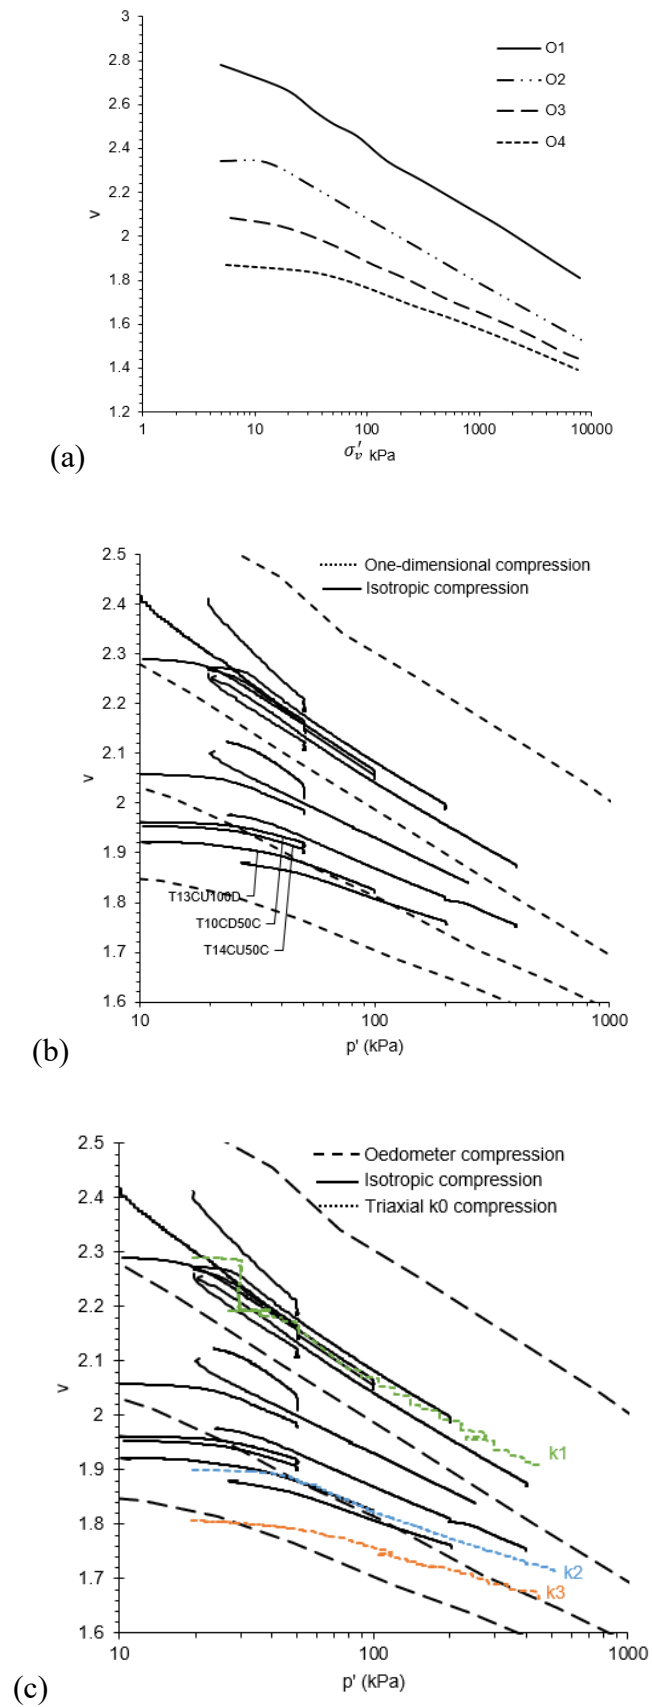 3
2.8
2.6
2.4
2.2
2
1.8
1.6
1.4
1.2
v
O1
O2
O3
O4
1 10 100 1000 10000
σ′v kPa
(a)
2.5
2.4
2.3
2.2
2.1
2
1.9
1.8
1.7
1.6
v
One-dimensional compression
Isotropic compression
T13CU100D
T10CD50C
T14CU50C
10 100 1000
p' (kPa)
(b)
2.5
2.4
2.3
2.2
2.1
2
1.9
1.8
1.7
1.6
v
Oedometer compression
Isotropic compression
Triaxial k0 compression
k1
k2
k3
10 100 1000
p' (kPa)
(c)